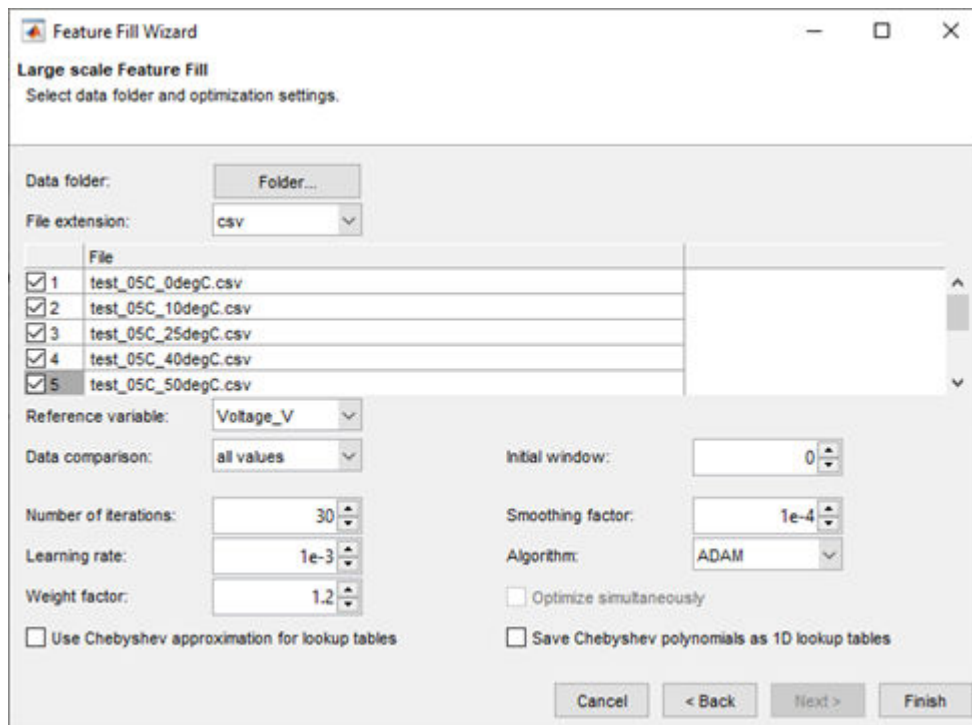 Feature Fill Wizard
Large scale Feature Fill
Select data folder and optimization settings.
Data folder: Folder...
File extension: csv
File
1 test_05C_0degC.csv
2 test_05C_10degC.csv
3 test_05C_25degC.csv
4 test_05C_40degC.csv
5 test_05C_50degC.csv
Reference variable: Voltage_V
Data comparison: all values Initial window: 0
Number of iterations: 30 Smoothing factor: 1e-4
Learning rate: 1e-3 Algorithm: ADAM
Weight factor: 1.2 Optimize simultaneously
Use Chebyshev approximation for lookup tables Save Chebyshev polynomials as 1D lookup tables
Cancel < Back Next > Finish